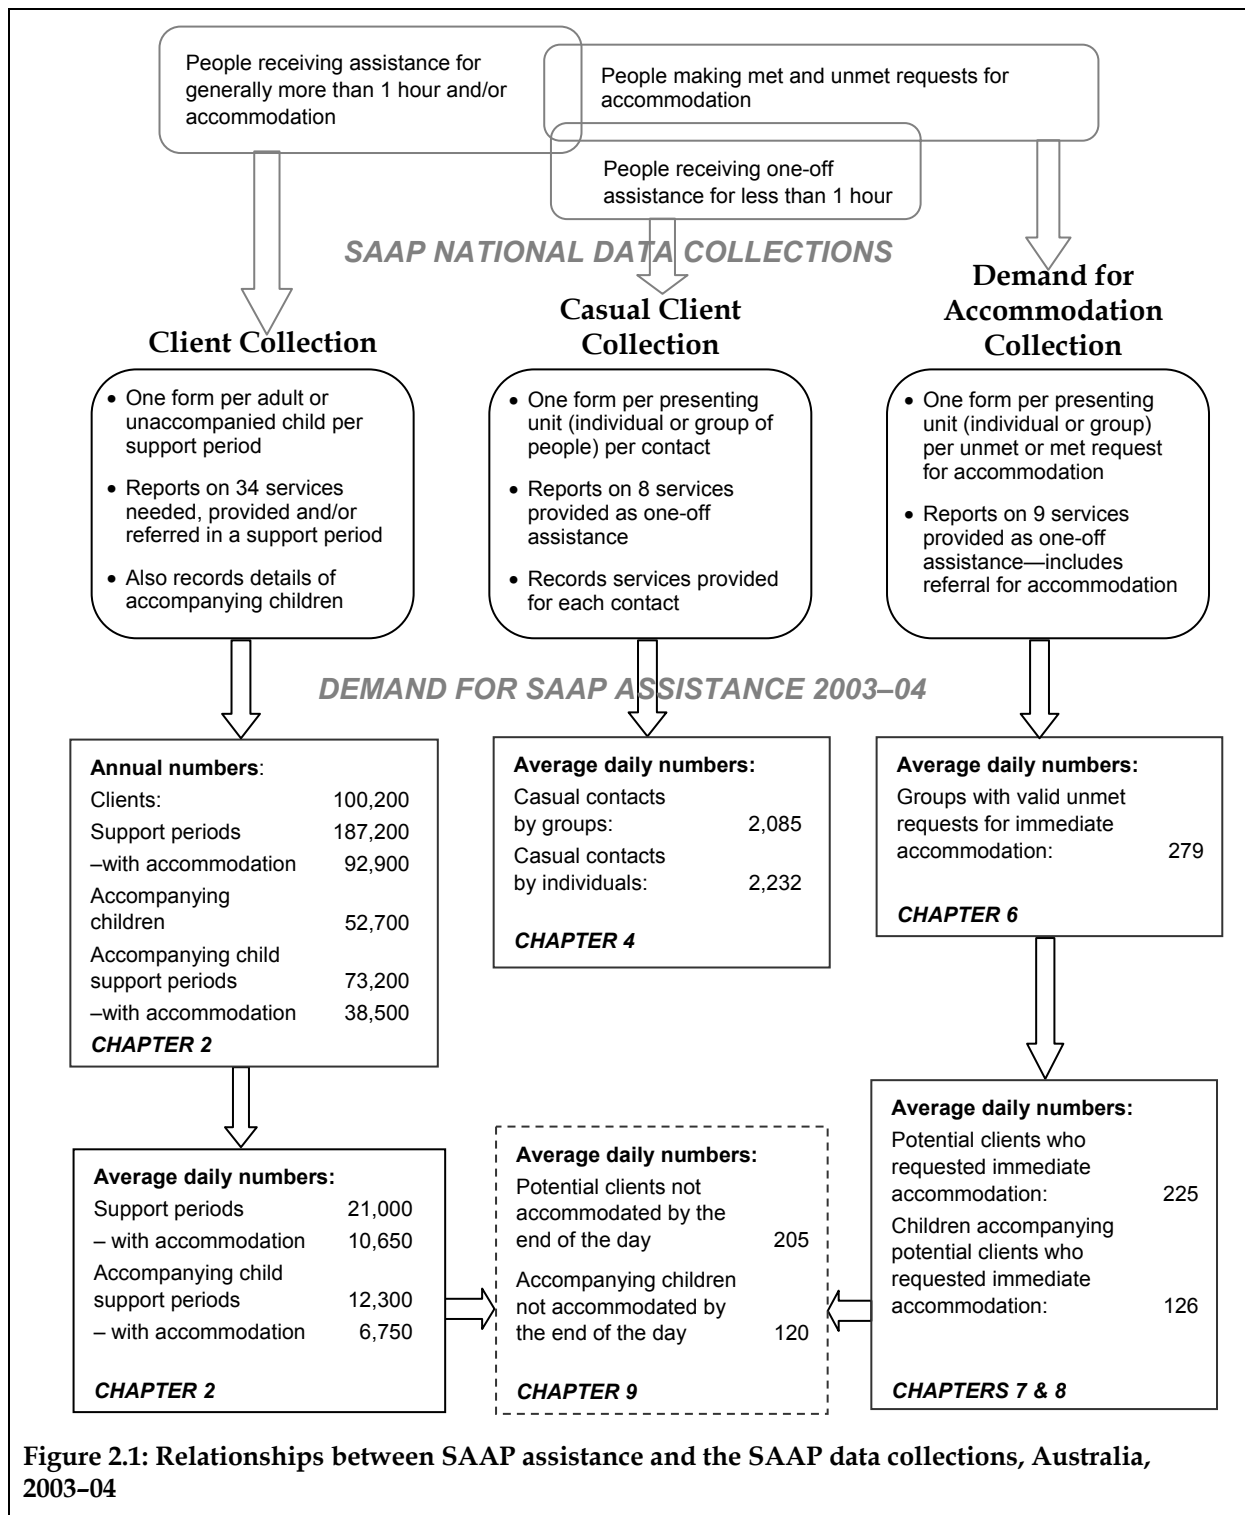 People receiving assistance for
generally more than 1 hour and/or
accommodation
People making met and unmet requests for
accommodation
People receiving one-off
assistance for less than 1 hour
SAAP NATIONAL DATA COLLECTIONS
Client Collection
• One form per adult or
unaccompanied child per
support period
• Reports on 34 services
needed, provided and/or
referred in a support period
• Also records details of
accompanying children
Casual Client
Collection
• One form per presenting
unit (individual or group of
people) per contact
• Reports on 8 services
provided as one-off
assistance
• Records services provided
for each contact
Demand for
Accommodation
Collection
• One form per presenting
unit (individual or group)
per unmet or met request
for accommodation
• Reports on 9 services
provided as one-off
assistance—includes
referral for accommodation
DEMAND FOR SAAP ASSISTANCE 2003–04
Annual numbers:
Clients: 100,200
Support periods 187,200
–with accommodation 92,900
Accompanying
children 52,700
Accompanying child
support periods 73,200
–with accommodation 38,500
CHAPTER 2
Average daily numbers:
Casual contacts
by groups: 2,085
Casual contacts
by individuals: 2,232
CHAPTER 4
Average daily numbers:
Groups with valid unmet
requests for immediate
accommodation: 279
CHAPTER 6
Average daily numbers:
Support periods 21,000
– with accommodation 10,650
Accompanying child
support periods 12,300
– with accommodation 6,750
CHAPTER 2
Average daily numbers:
Potential clients not
accommodated by the
end of the day 205
Accompanying children
not accommodated by
the end of the day 120
CHAPTER 9
Average daily numbers:
Potential clients who
requested immediate
accommodation: 225
Children accompanying
potential clients who
requested immediate
accommodation: 126
CHAPTERS 7 & 8
Figure 2.1: Relationships between SAAP assistance and the SAAP data collections, Australia,
2003–04